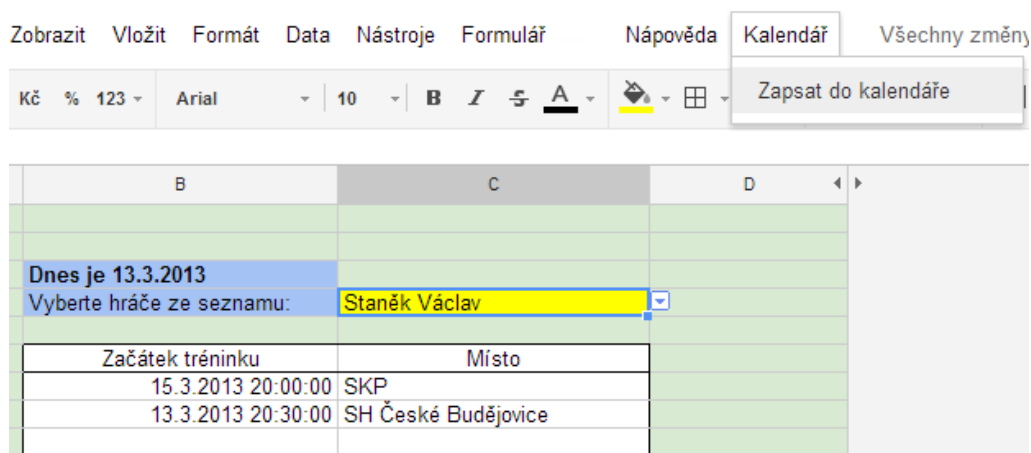 Zobrazit Vložit Formát Data Nástroje Formulář Nápověda Kalendář Všechny změny
Kč % 123 Arial 10 B I S A Zapsat do kalendáře
B C D
Dnes je 13.3.2013
Vyberte hráče ze seznamu: Staněk Václav
Začátek tréninku Místo
15.3.2013 20:00:00 SKP
13.3.2013 20:30:00 SH České Budějovice